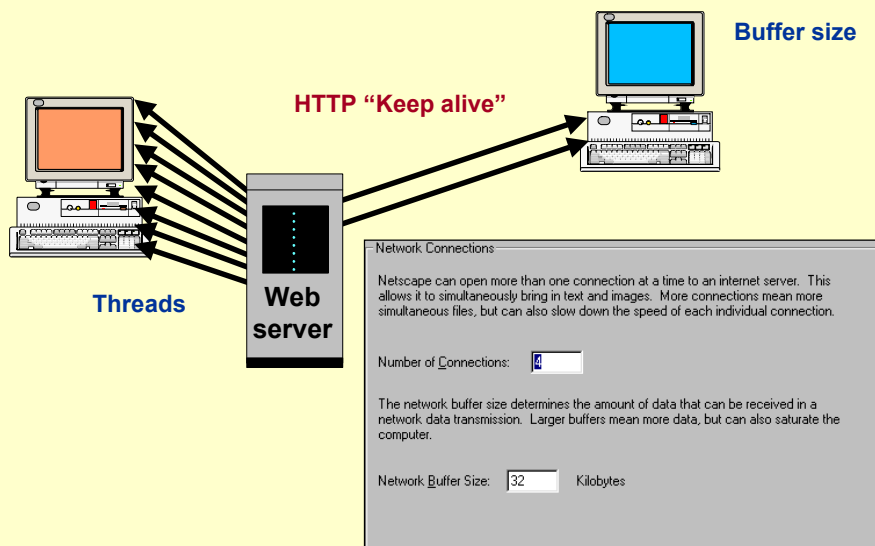 Buffer size
HTTP “Keep alive”
Threads
Web
server
Network Connections
Netscape can open more than one connection at a time to an internet server. This
allows it to simultaneously bring in text and images. More connections mean more
simultaneous files, but can also slow down the speed of each individual connection.
Number of Connections: 4
The network buffer size determines the amount of data that can be received in a
network data transmission. Larger buffers mean more data, but can also saturate the
computer.
Network Buffer Size: 32 Kilobytes